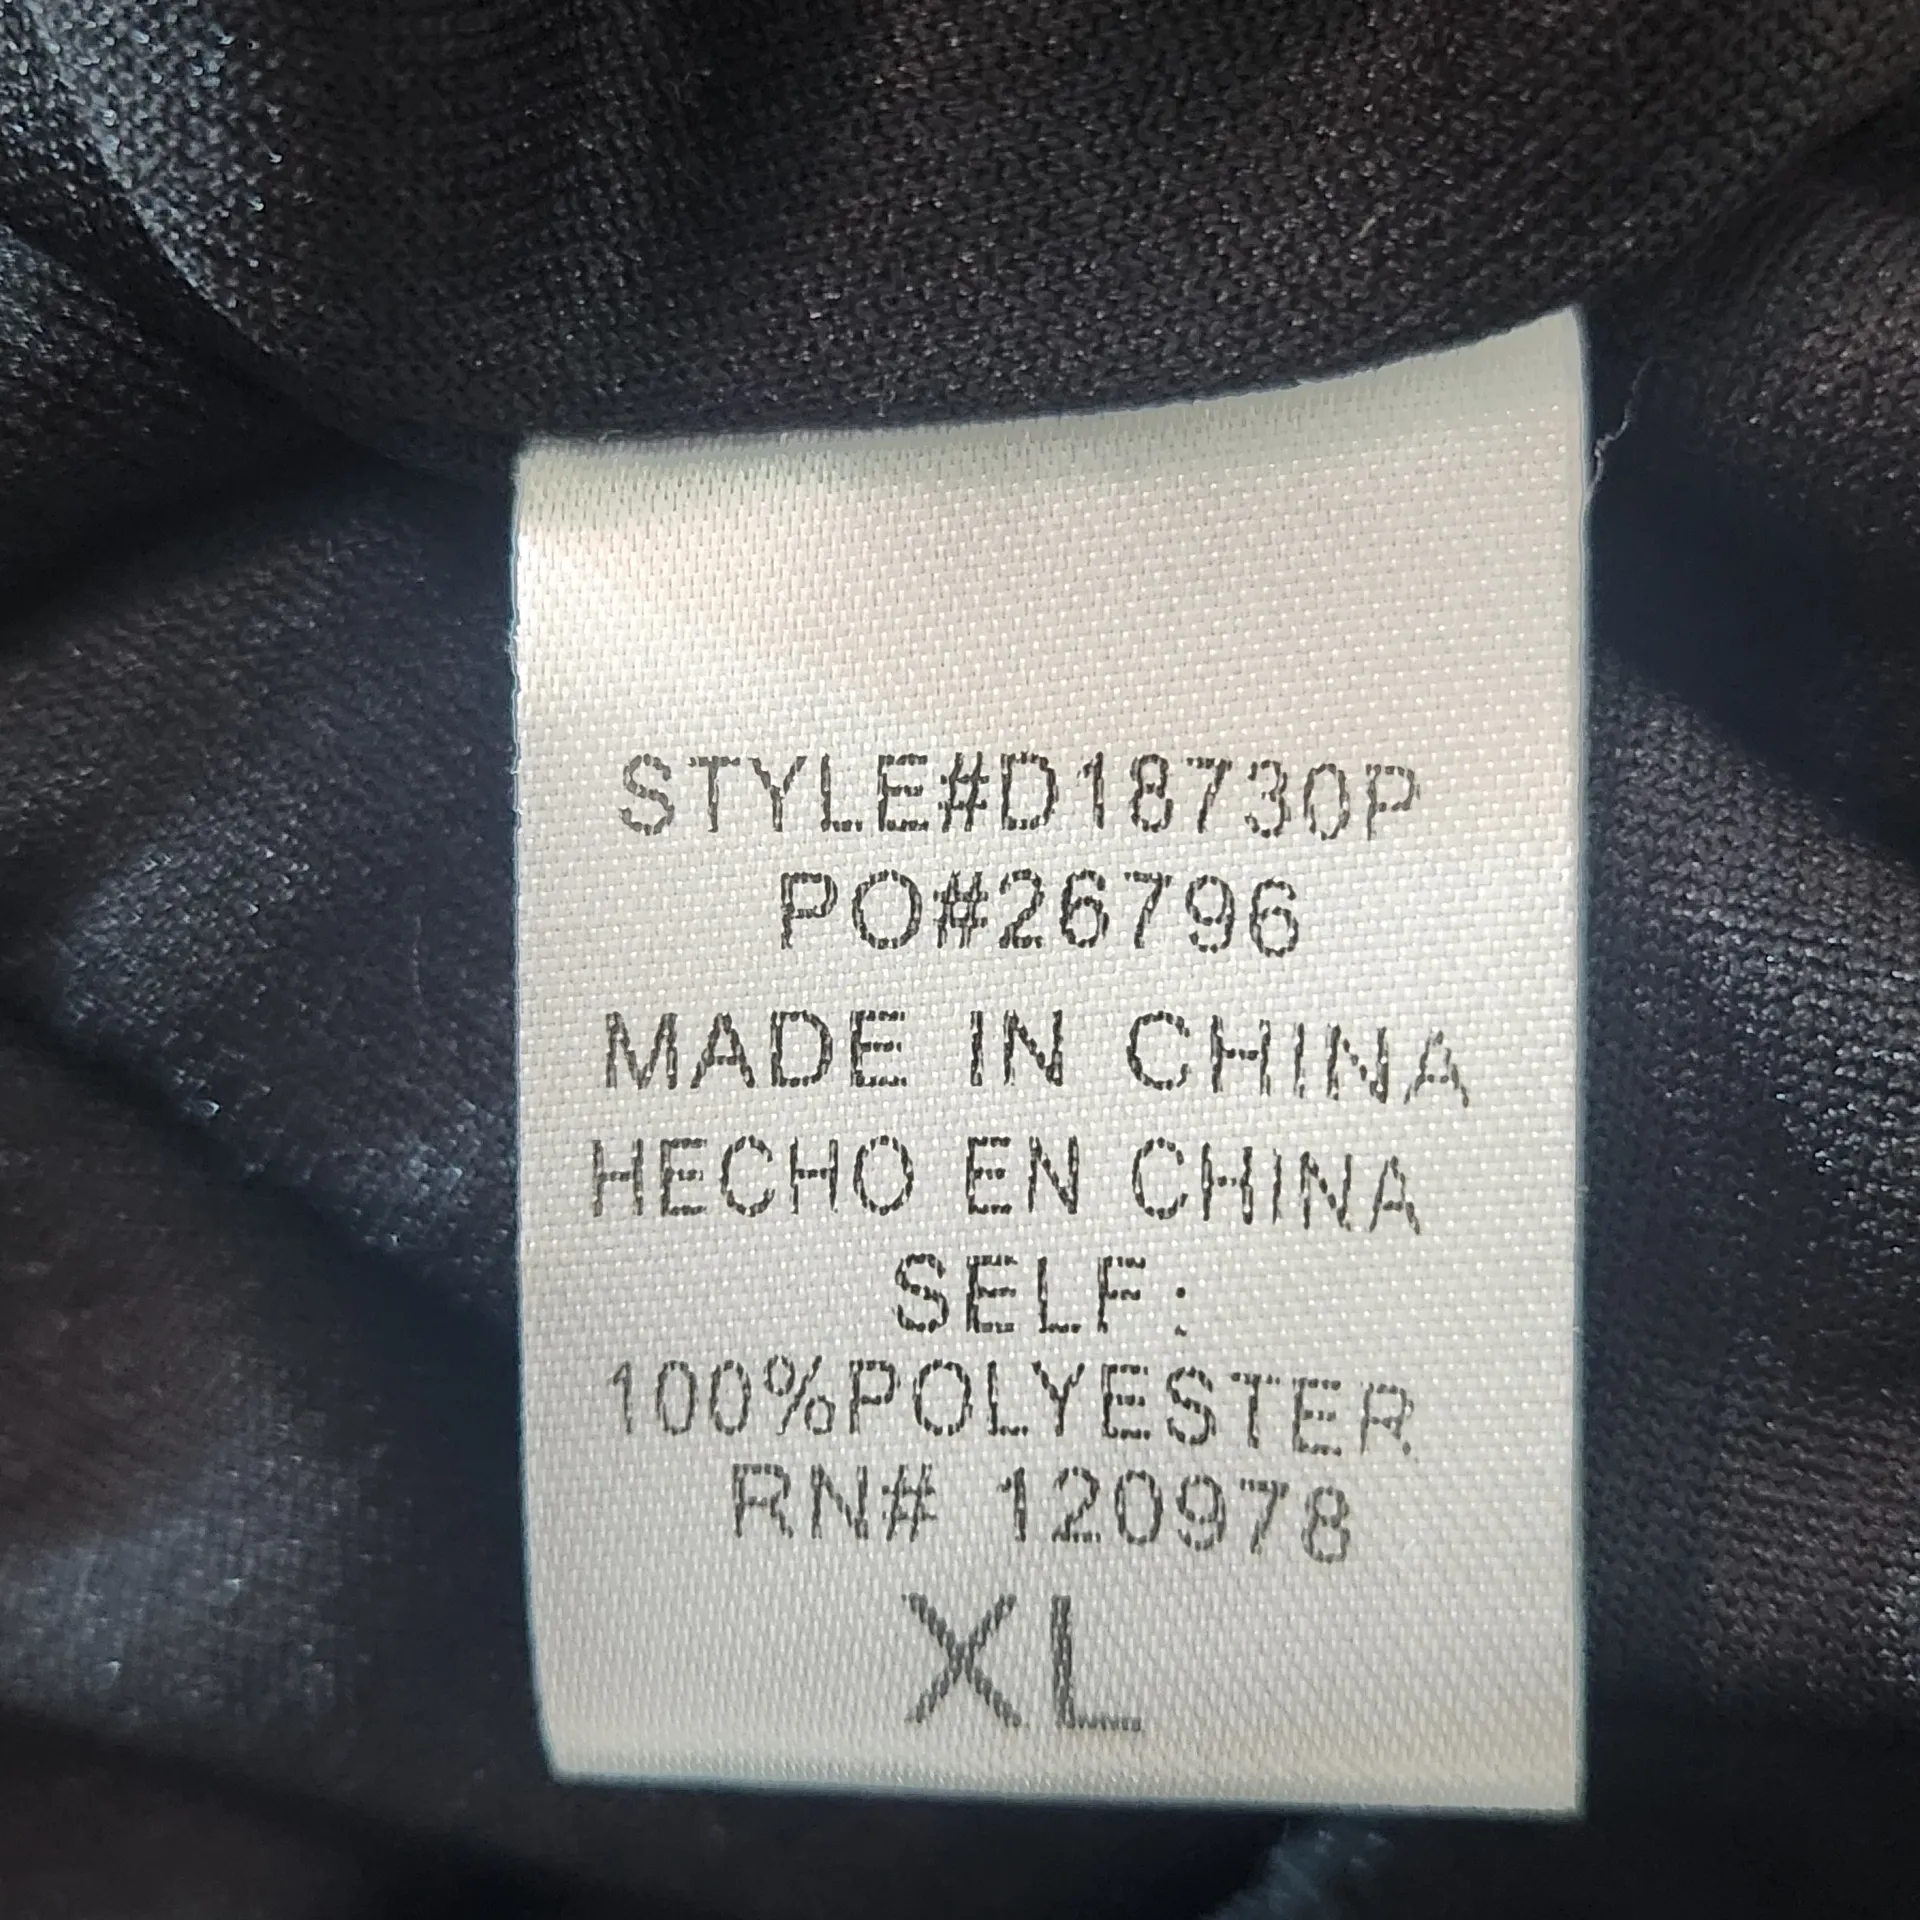 STYLE#D18730P
PO#26796
MADE IN CHINA
HECHO EN CHINA
SELF:
100%POLYESTER
RN# 120978
XL